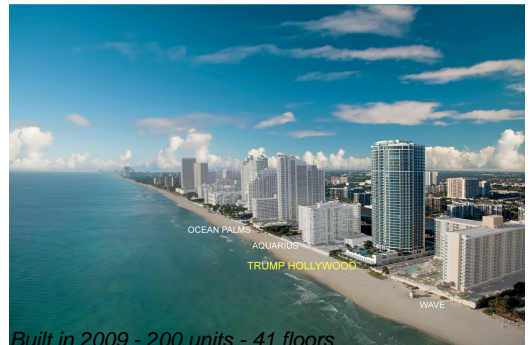 OCEAN PALMS
AQUARIUS
TRUMP HOLLYWOOD
WAVE
Built in 2009 - 200 units - 41 floors